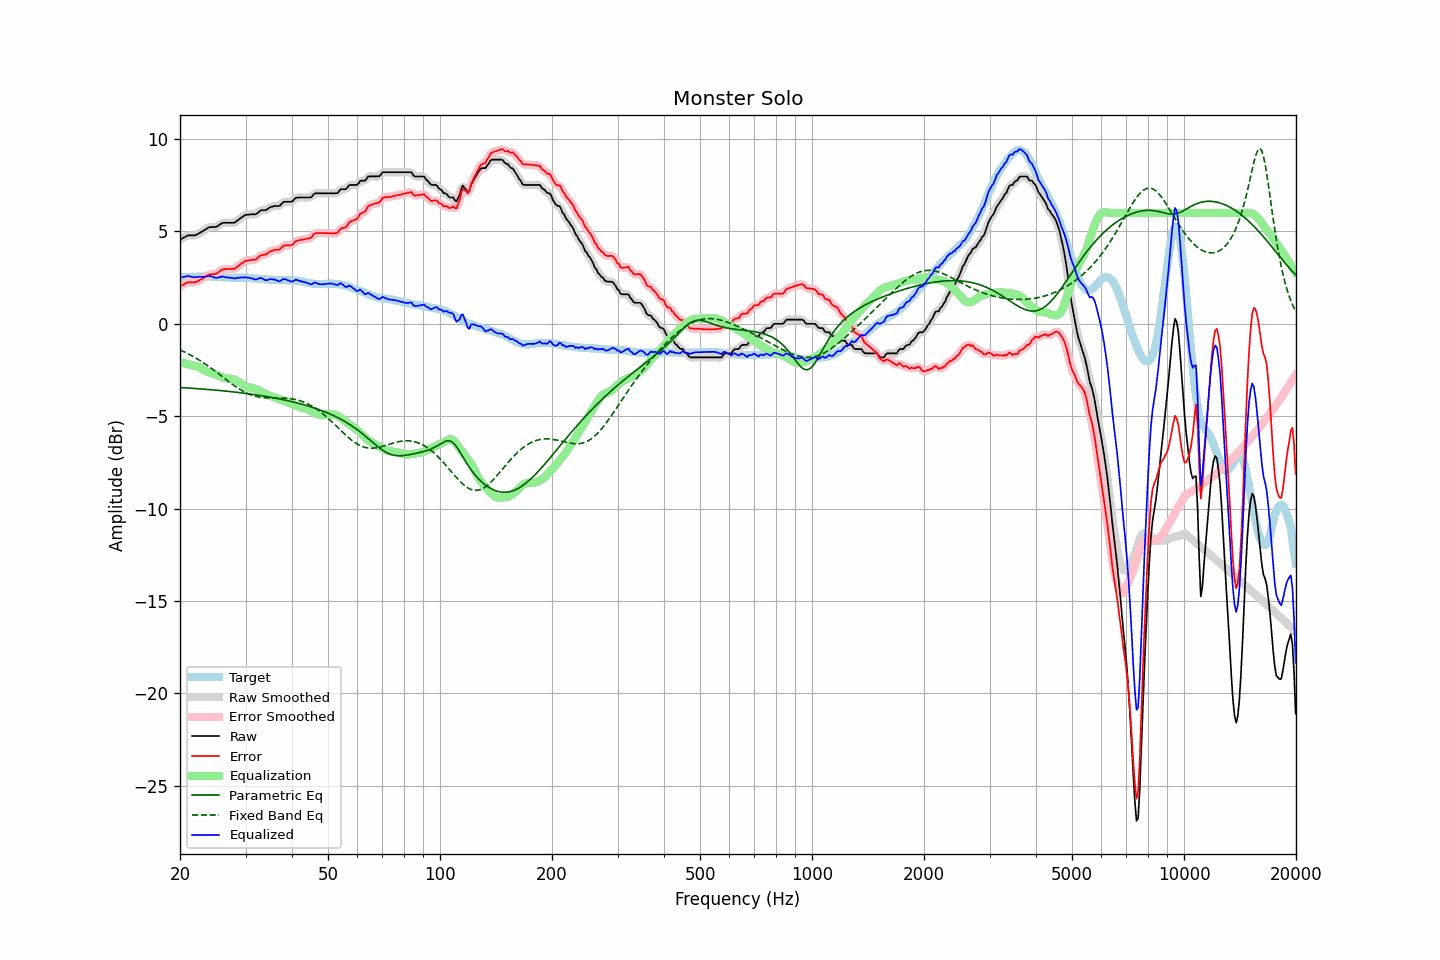 Monster Solo
Amplitude (dBr)
10
5
0
−5
−10
−15
−20
−25
Target
Raw Smoothed
Error Smoothed
Raw
Error
Equalization
Parametric Eq
Fixed Band Eq
Equalized
20 50 100 200 500 1000 2000 5000 10000 20000
Frequency (Hz)